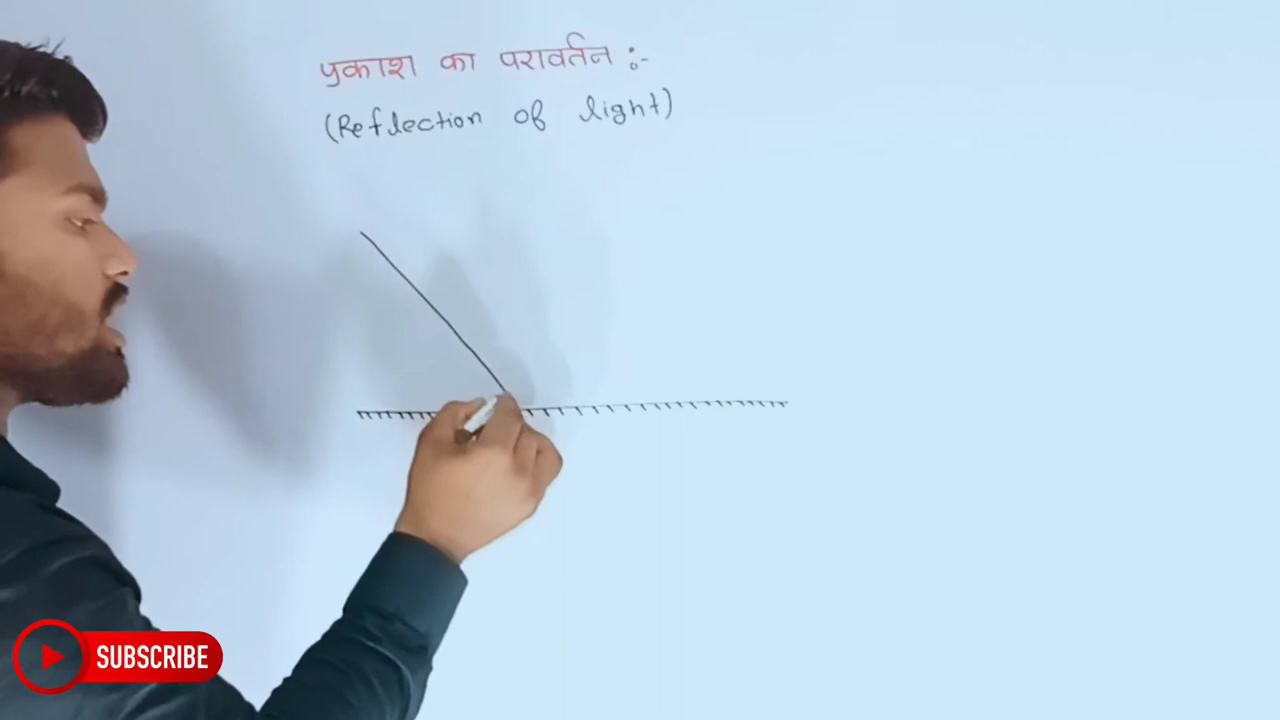 प्रकाश का परावर्तन :-
(Reflection of light)
SUBSCRIBE